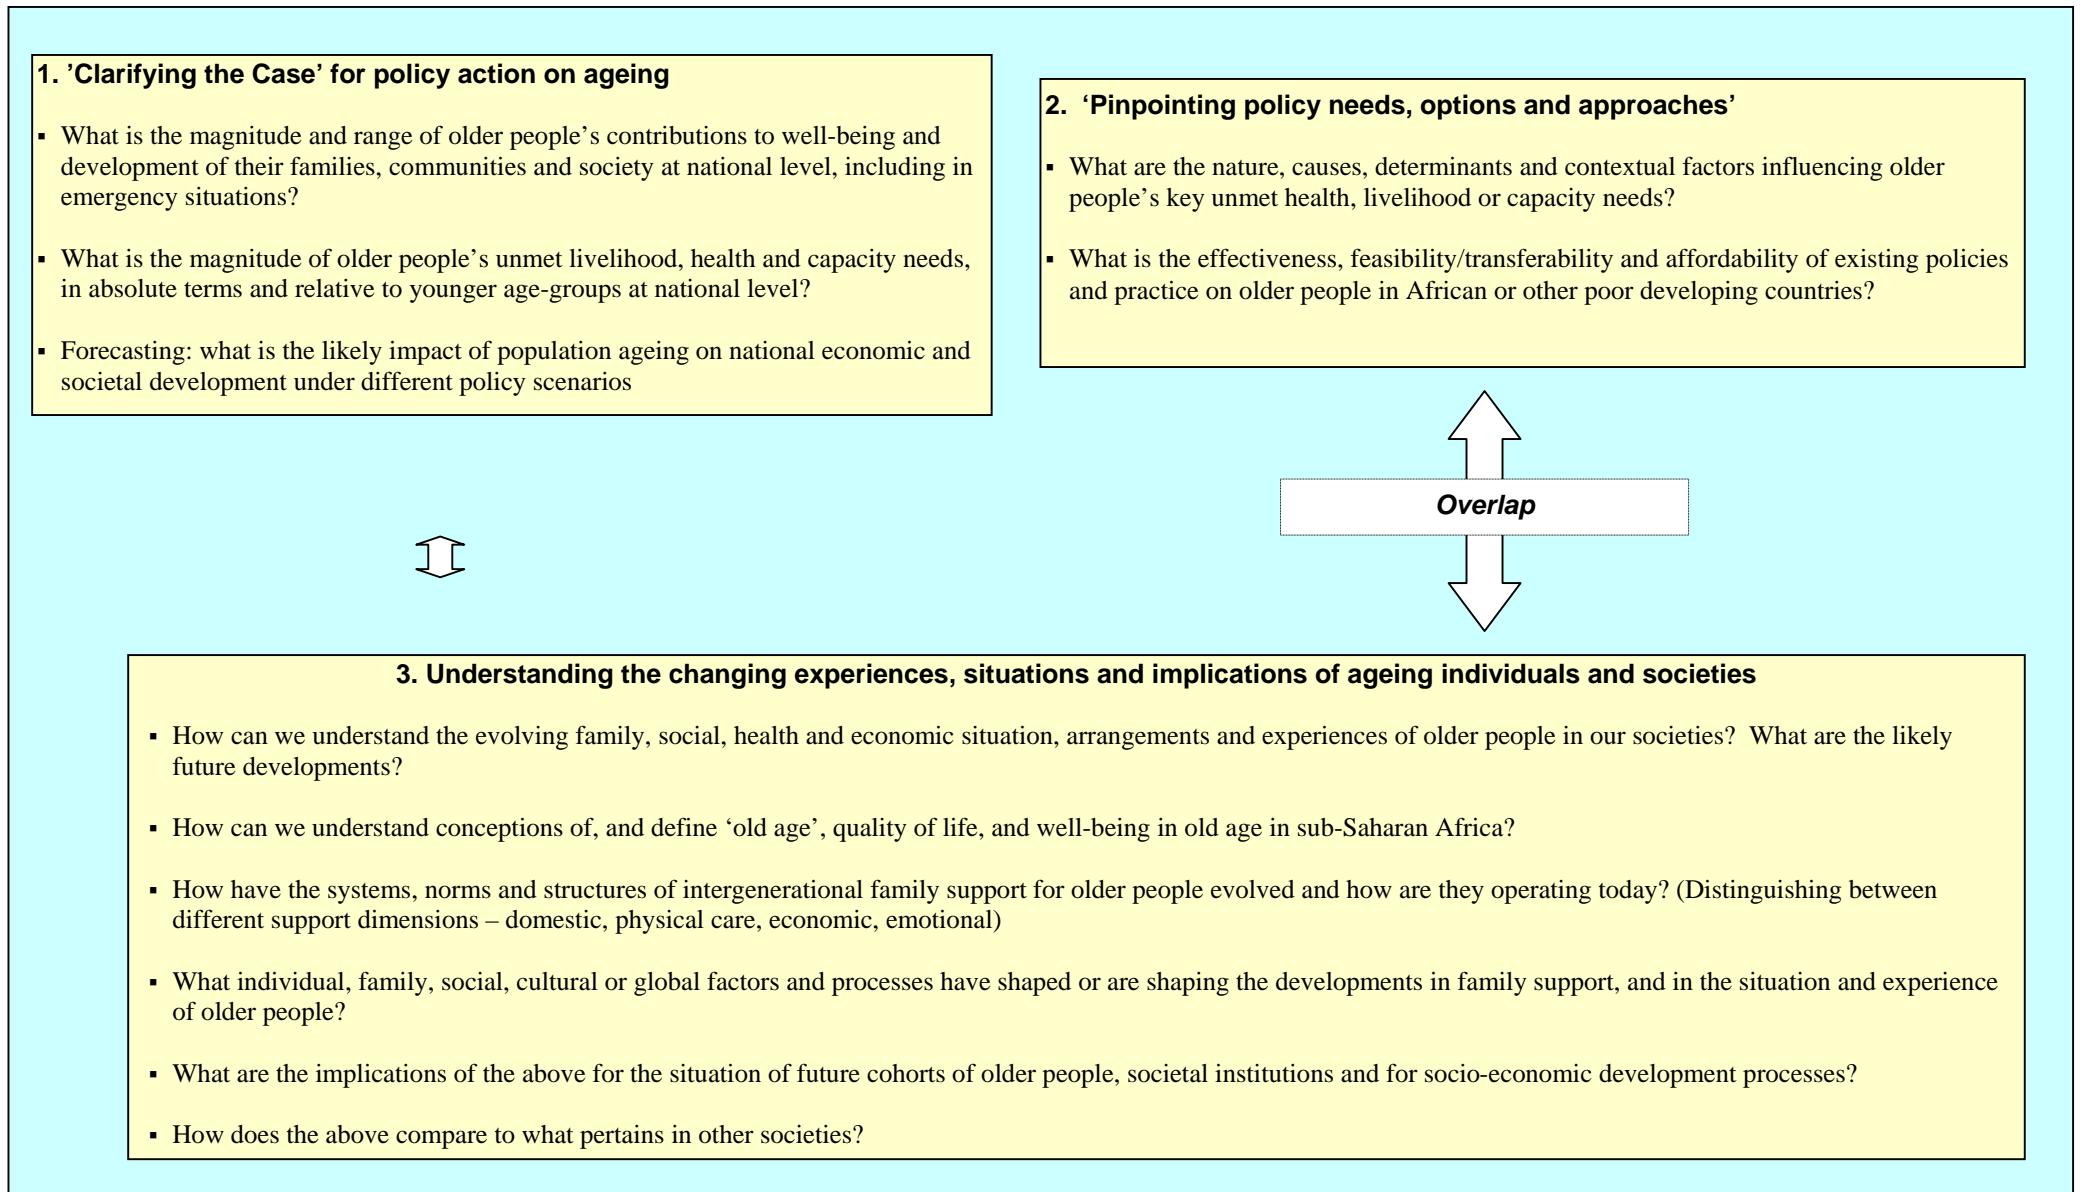 1. ’Clarifying the Case’ for policy action on ageing
▪ What is the magnitude and range of older people’s contributions to well-being and
development of their families, communities and society at national level, including in
emergency situations?
▪ What is the magnitude of older people’s unmet livelihood, health and capacity needs,
in absolute terms and relative to younger age-groups at national level?
▪ Forecasting: what is the likely impact of population ageing on national economic and
societal development under different policy scenarios
2. ‘Pinpointing policy needs, options and approaches’
▪ What are the nature, causes, determinants and contextual factors influencing older
people’s key unmet health, livelihood or capacity needs?
▪ What is the effectiveness, feasibility/transferability and affordability of existing policies
and practice on older people in African or other poor developing countries?
Overlap
3. Understanding the changing experiences, situations and implications of ageing individuals and societies
▪ How can we understand the evolving family, social, health and economic situation, arrangements and experiences of older people in our societies? What are the likely
future developments?
▪ How can we understand conceptions of, and define ‘old age’, quality of life, and well-being in old age in sub-Saharan Africa?
▪ How have the systems, norms and structures of intergenerational family support for older people evolved and how are they operating today? (Distinguishing between
different support dimensions – domestic, physical care, economic, emotional)
▪ What individual, family, social, cultural or global factors and processes have shaped or are shaping the developments in family support, and in the situation and experience
of older people?
▪ What are the implications of the above for the situation of future cohorts of older people, societal institutions and for socio-economic development processes?
▪ How does the above compare to what pertains in other societies?